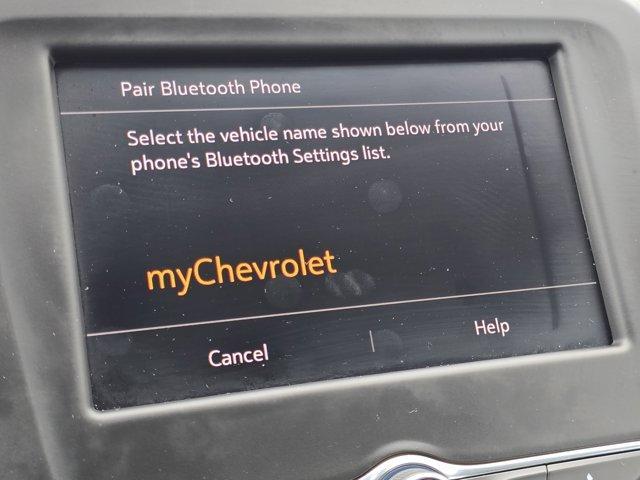 Pair Bluetooth Phone
Select the vehicle name shown below from your
phone's Bluetooth Settings list.
myChevrolet
Cancel | Help